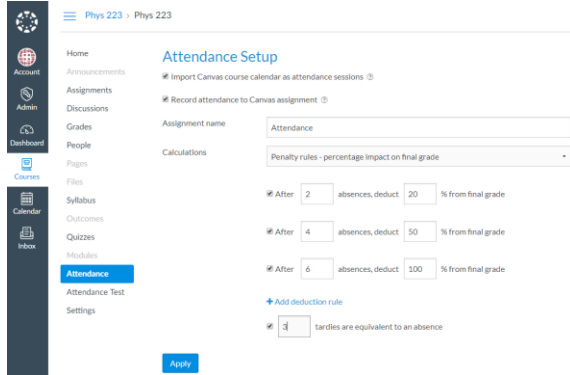 Phys 223 › Phys 223
Account
Admin
Dashboard
Courses
Calendar
Inbox
Home
Announcements
Assignments
Discussions
Grades
People
Pages
Files
Syllabus
Outcomes
Quizzes
Modules
Attendance
Attendance Test
Settings
Attendance Setup
Import Canvas course calendar as attendance sessions ?
Record attendance to Canvas assignment ?
Assignment name Attendance
Calculations Penalty rules - percentage impact on final grade
After 2 absences, deduct 20 % from final grade
After 4 absences, deduct 50 % from final grade
After 6 absences, deduct 100 % from final grade
+ Add deduction rule
3 tardies are equivalent to an absence
Apply